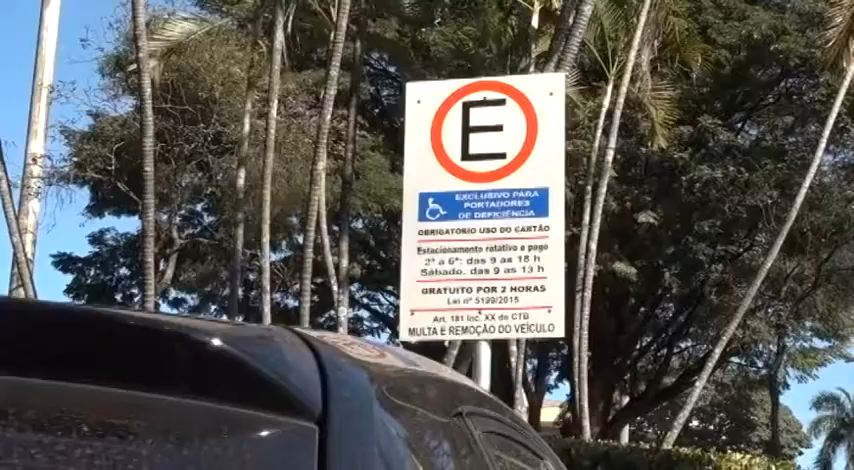 E
EXCLUSIVO PARA
PORTADORES
DE DEFICIÊNCIA
OBRIGATÓRIO USO DO CARTÃO
Estacionamento rotativo e pago
2ª a 6ª: das 9 às 18 h
Sábado: das 9 às 13 h
GRATUITO POR 2 HORAS
Lei nº 5199/2015
Art. 181 Inc. XX do CTB
MULTA E REMOÇÃO DO VEÍCULO